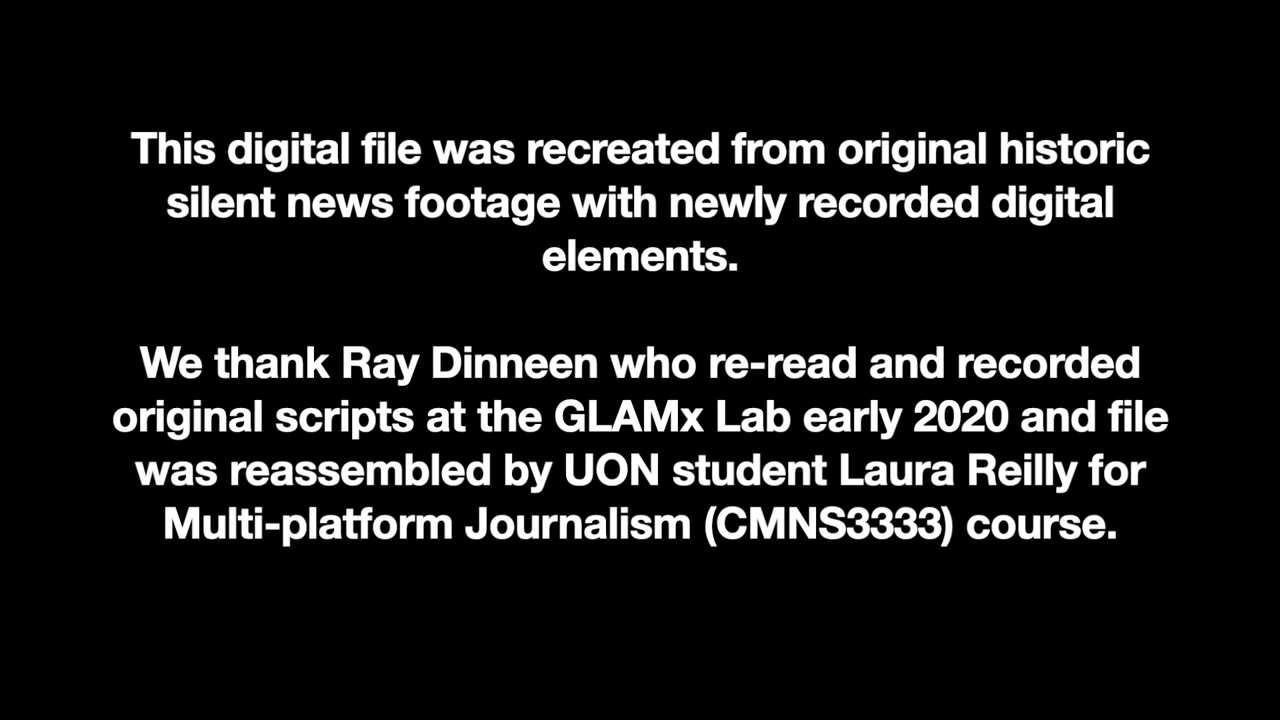 This digital file was recreated from original historic
silent news footage with newly recorded digital
elements.
We thank Ray Dinneen who re-read and recorded
original scripts at the GLAMx Lab early 2020 and file
was reassembled by UON student Laura Reilly for
Multi-platform Journalism (CMNS3333) course.